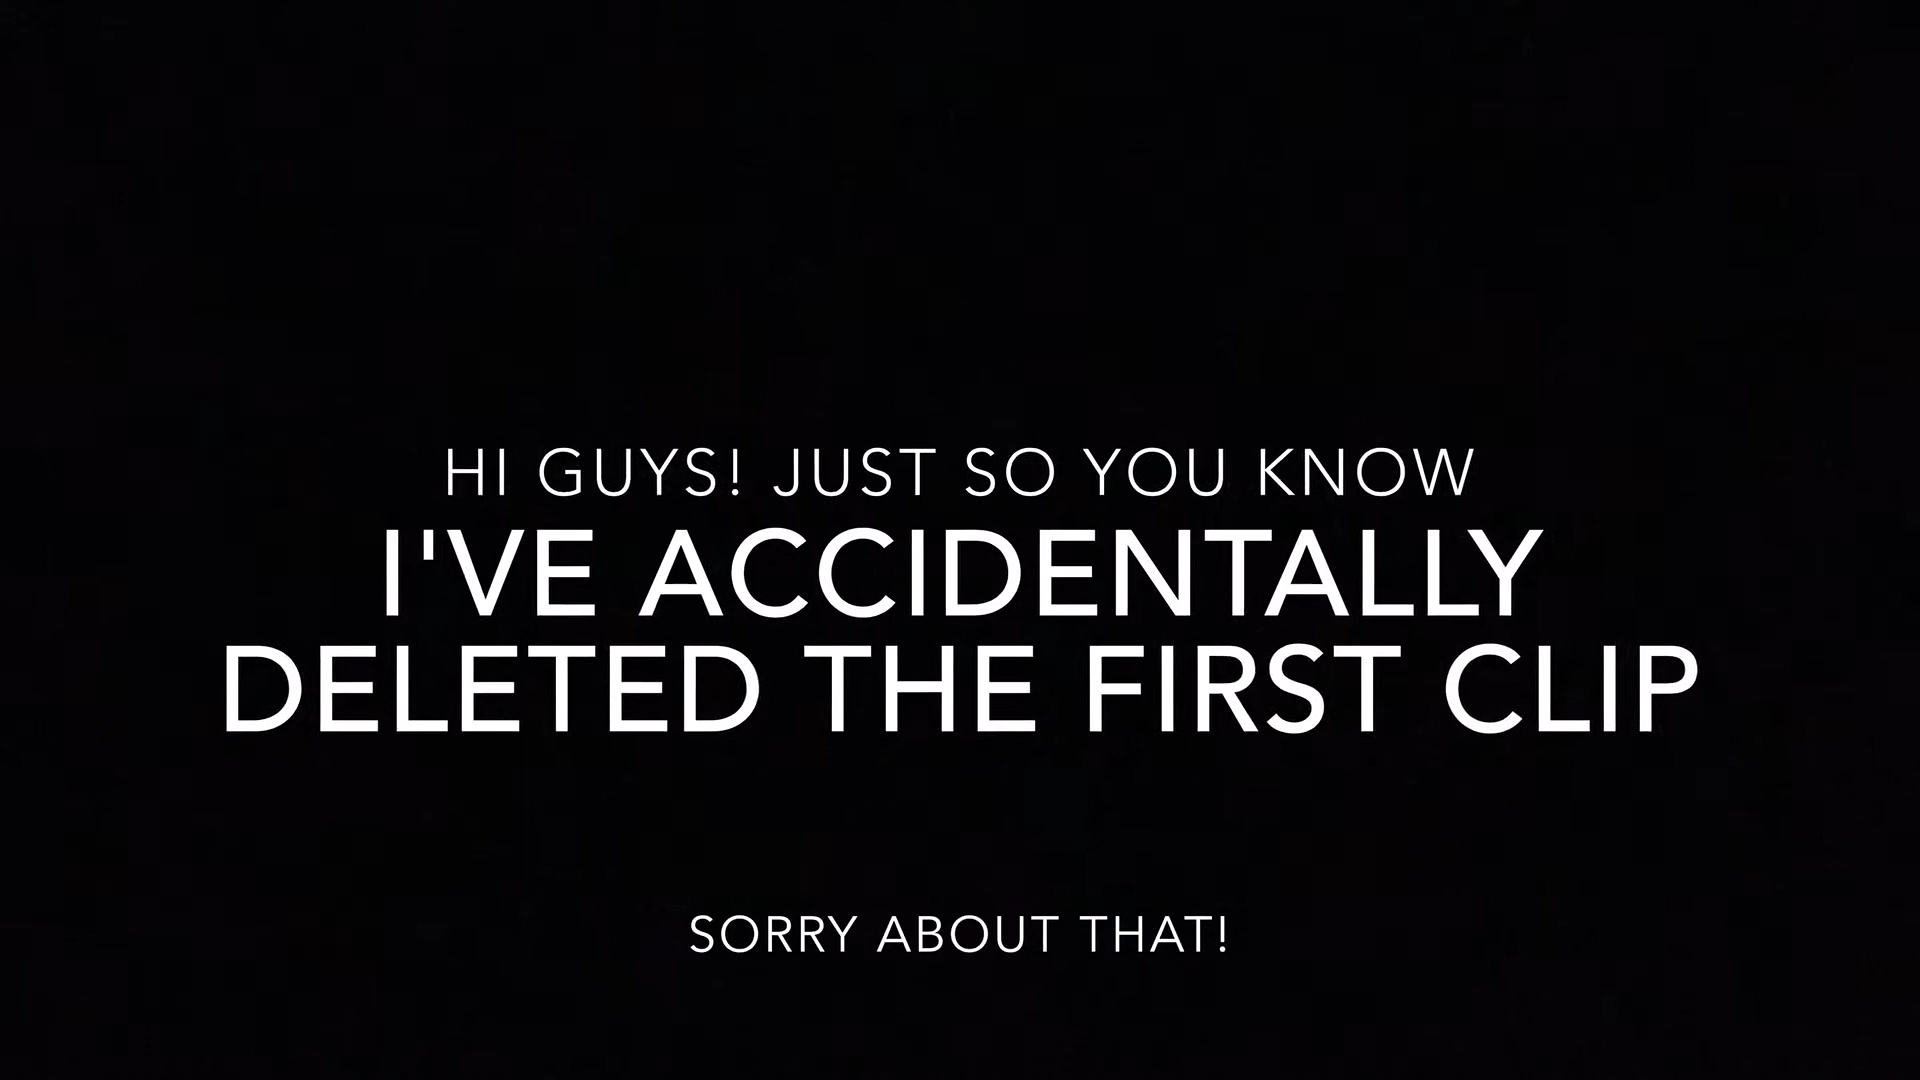 HI GUYS! JUST SO YOU KNOW
I'VE ACCIDENTALLY
DELETED THE FIRST CLIP
SORRY ABOUT THAT!